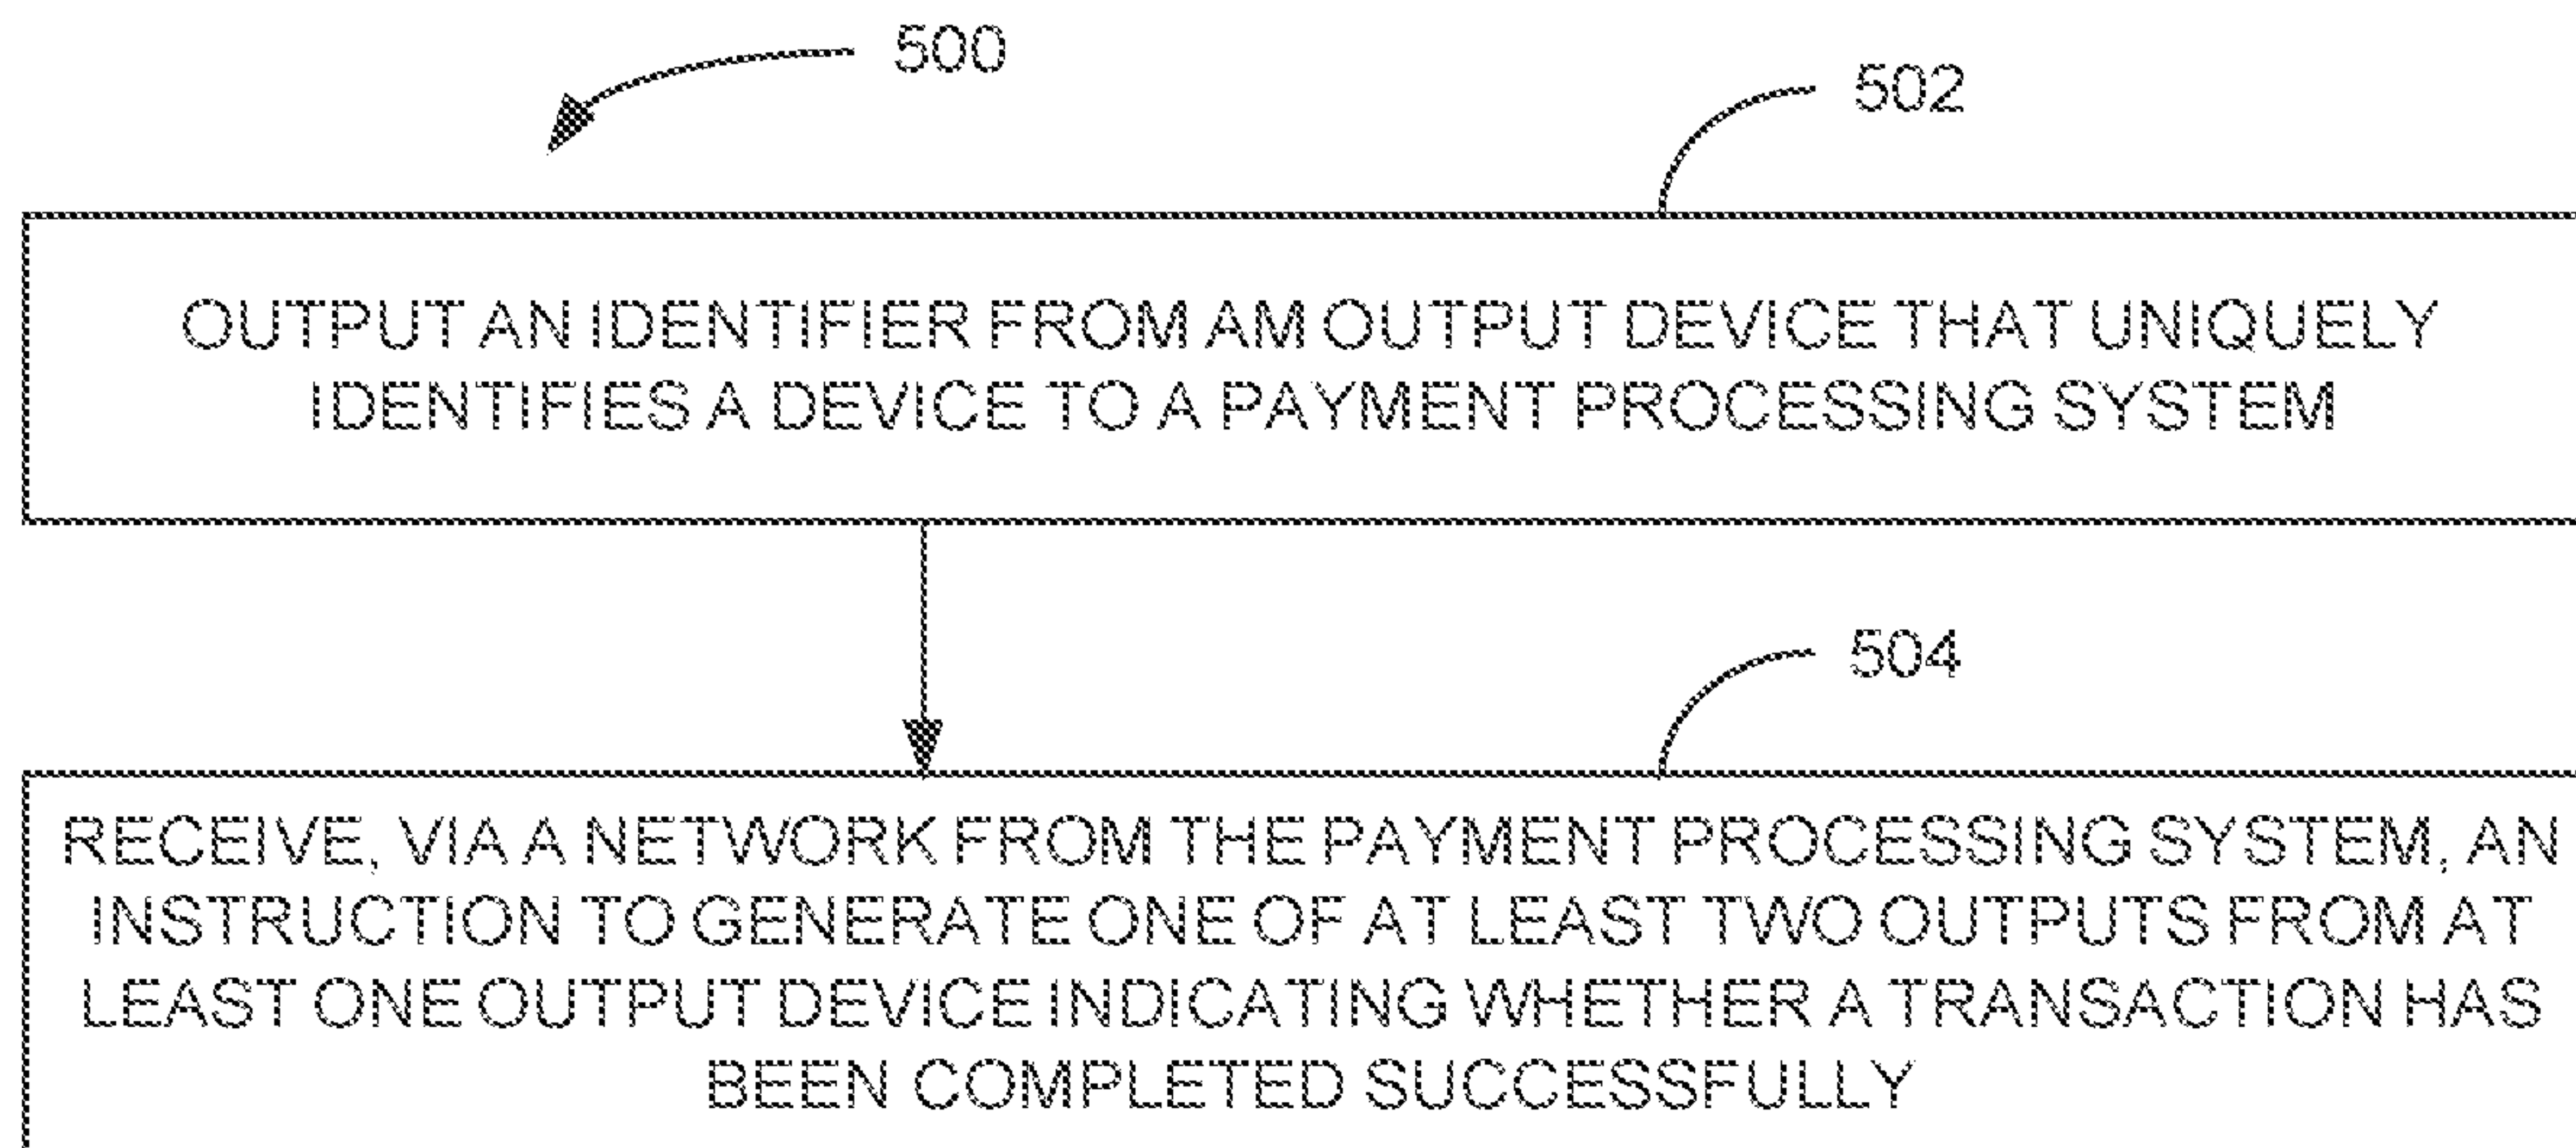 500
502
OUTPUT AN IDENTIFIER FROM AM OUTPUT DEVICE THAT UNIQUELY
IDENTIFIES A DEVICE TO A PAYMENT PROCESSING SYSTEM
504
RECEIVE, VIA A NETWORK FROM THE PAYMENT PROCESSING SYSTEM, AN
INSTRUCTION TO GENERATE ONE OF AT LEAST TWO OUTPUTS FROM AT
LEAST ONE OUTPUT DEVICE INDICATING WHETHER A TRANSACTION HAS
BEEN COMPLETED SUCCESSFULLY